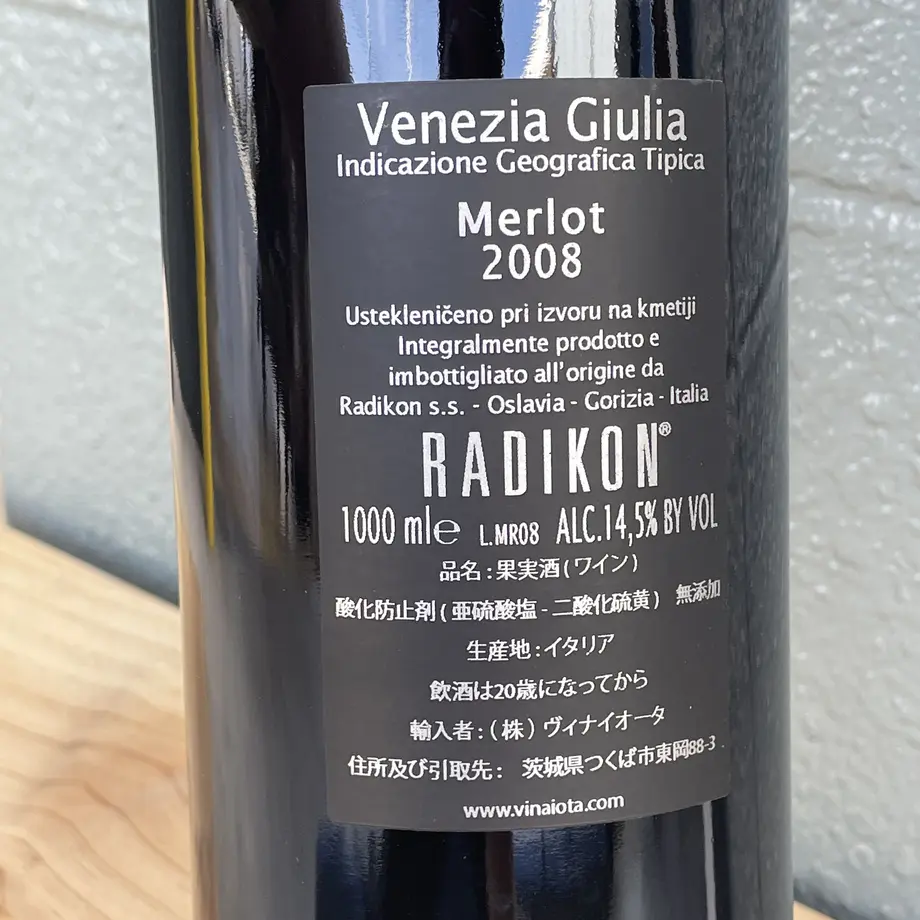 Venezia Giulia
Indicazione Geografica Tipica
Merlot
2008
Ustekleničeno pri izvoru na kmetiji
Integralmente prodotto e
imbottigliato all'origine da
Radikon s.s. - Oslavia - Gorizia - Italia
RADIKON®
1000 ml℮ L.MR08 ALC.14,5% BY VOL
品名:果実酒(ワイン)
酸化防止剤(亜硫酸塩-二酸化硫黄) 無添加
生産地:イタリア
飲酒は20歳になってから
輸入者:(株)ヴィナイオータ
住所及び引取先: 茨城県つくば市東岡88-3
www.vinaiota.com